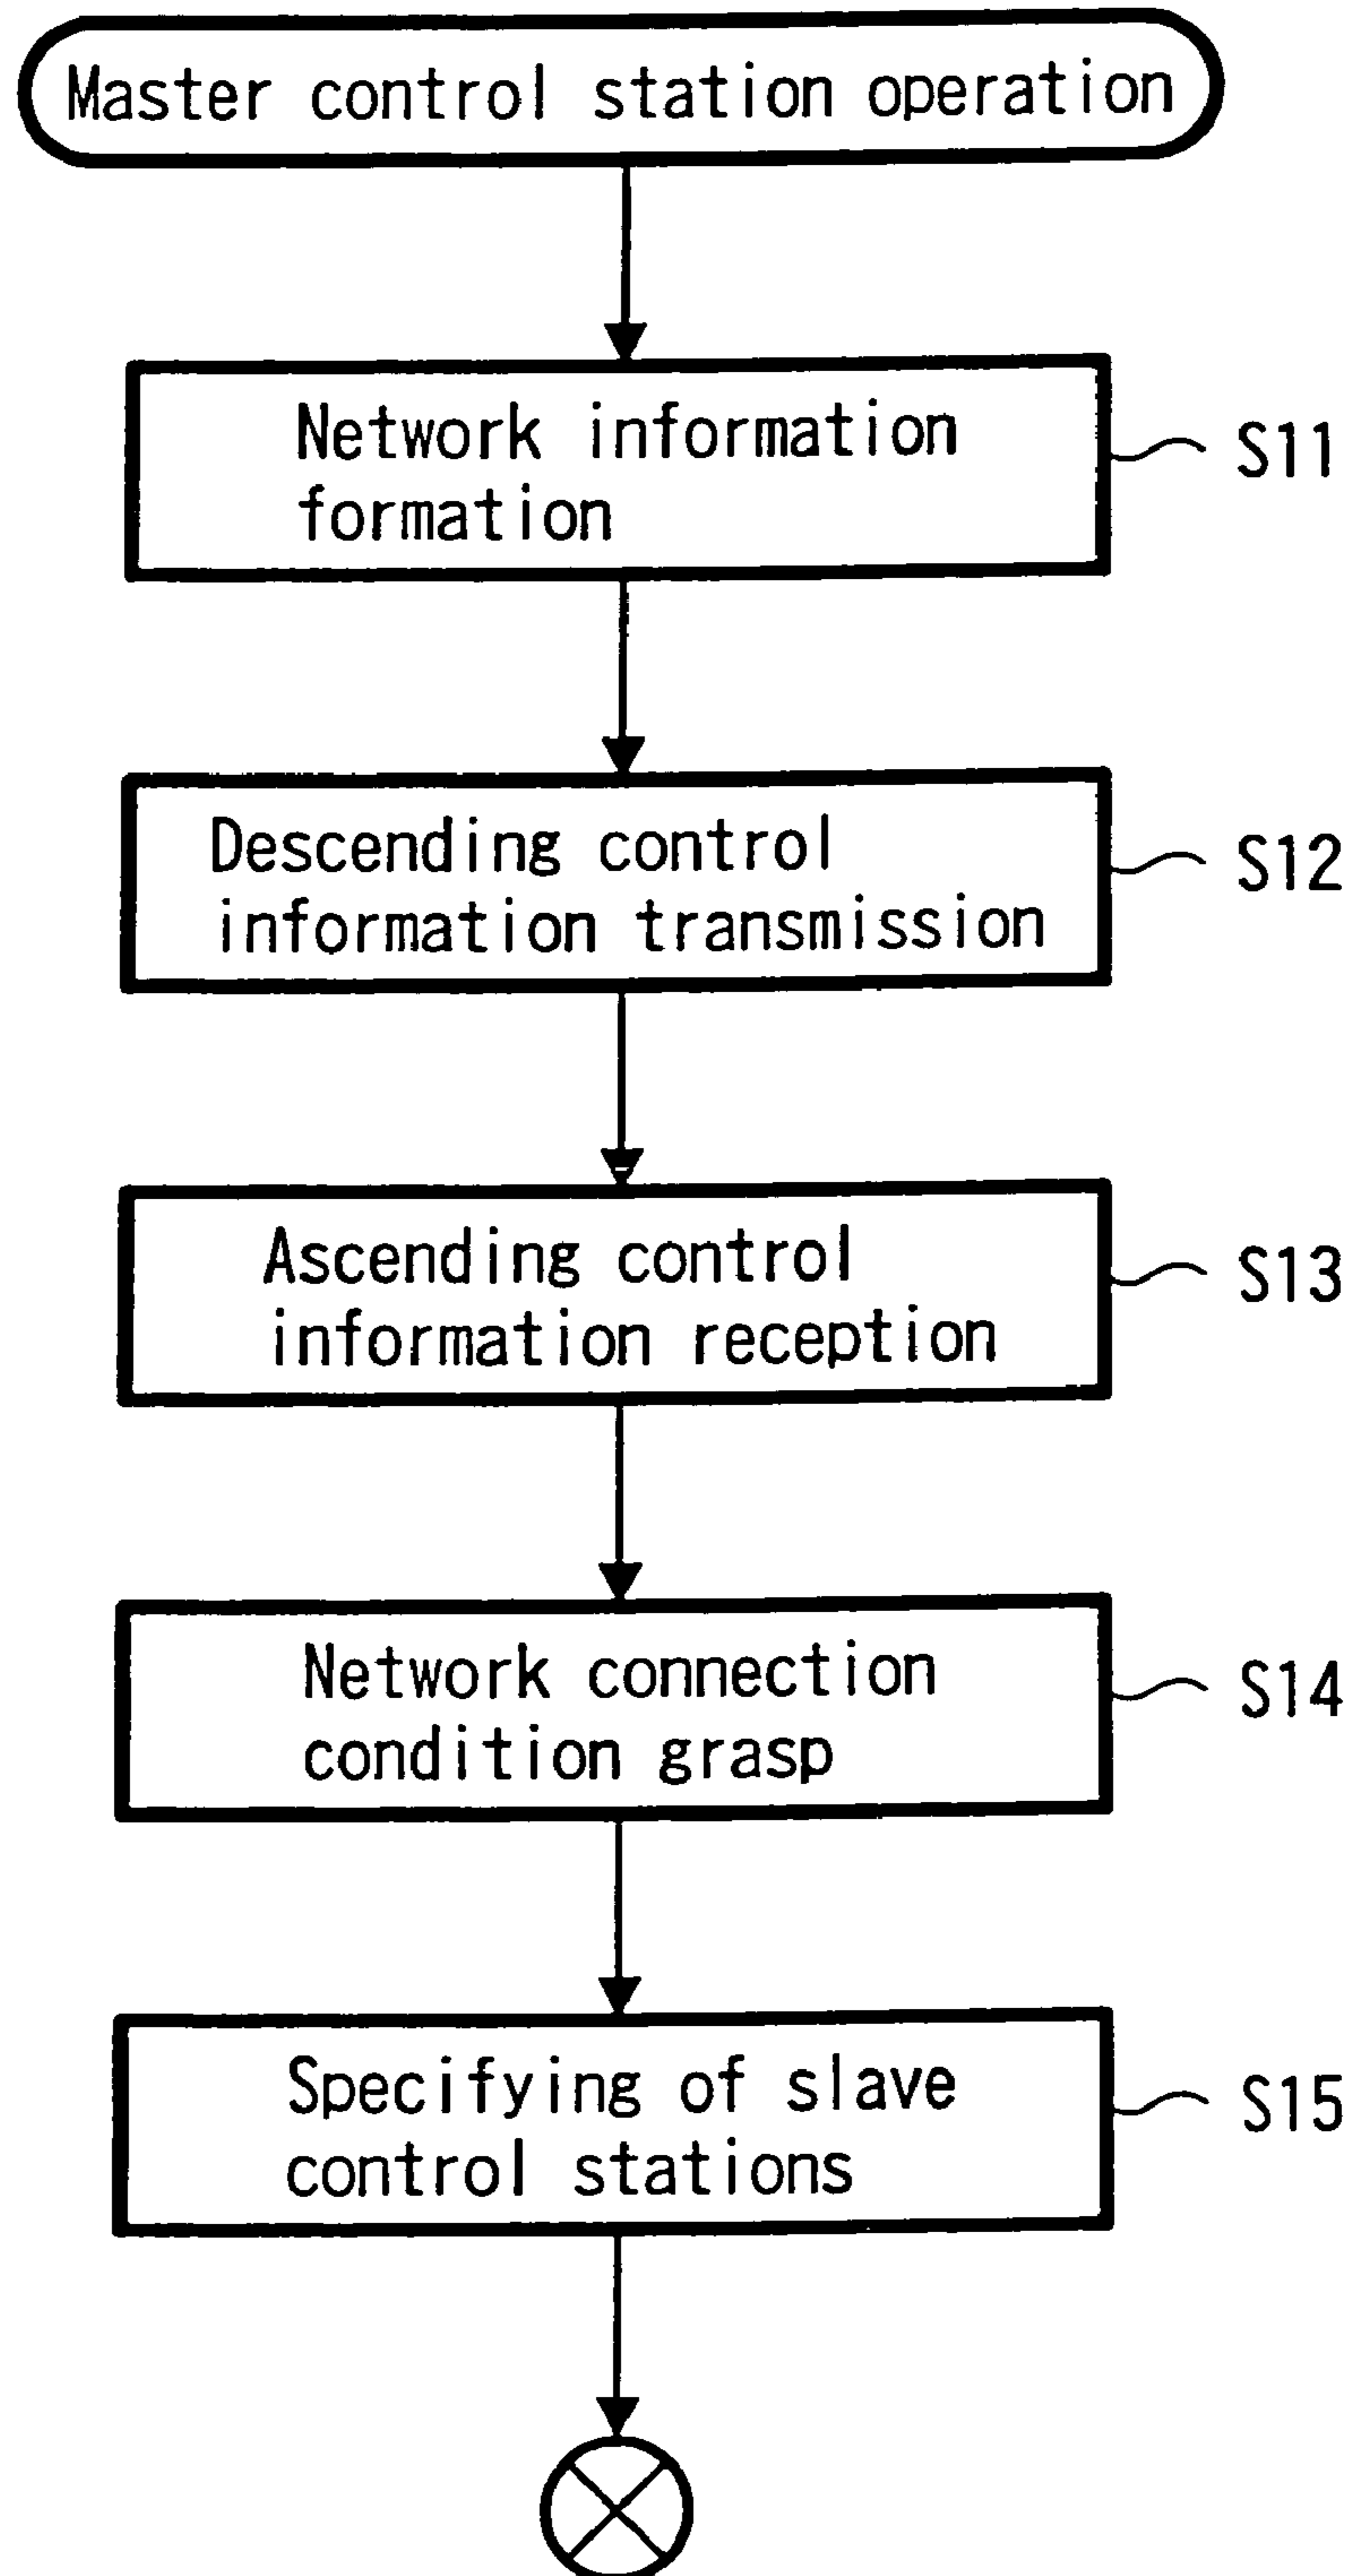 Master control station operation
Network information
formation
S11
Descending control
information transmission
S12
Ascending control
information reception
S13
Network connection
condition grasp
S14
Specifying of slave
control stations
S15